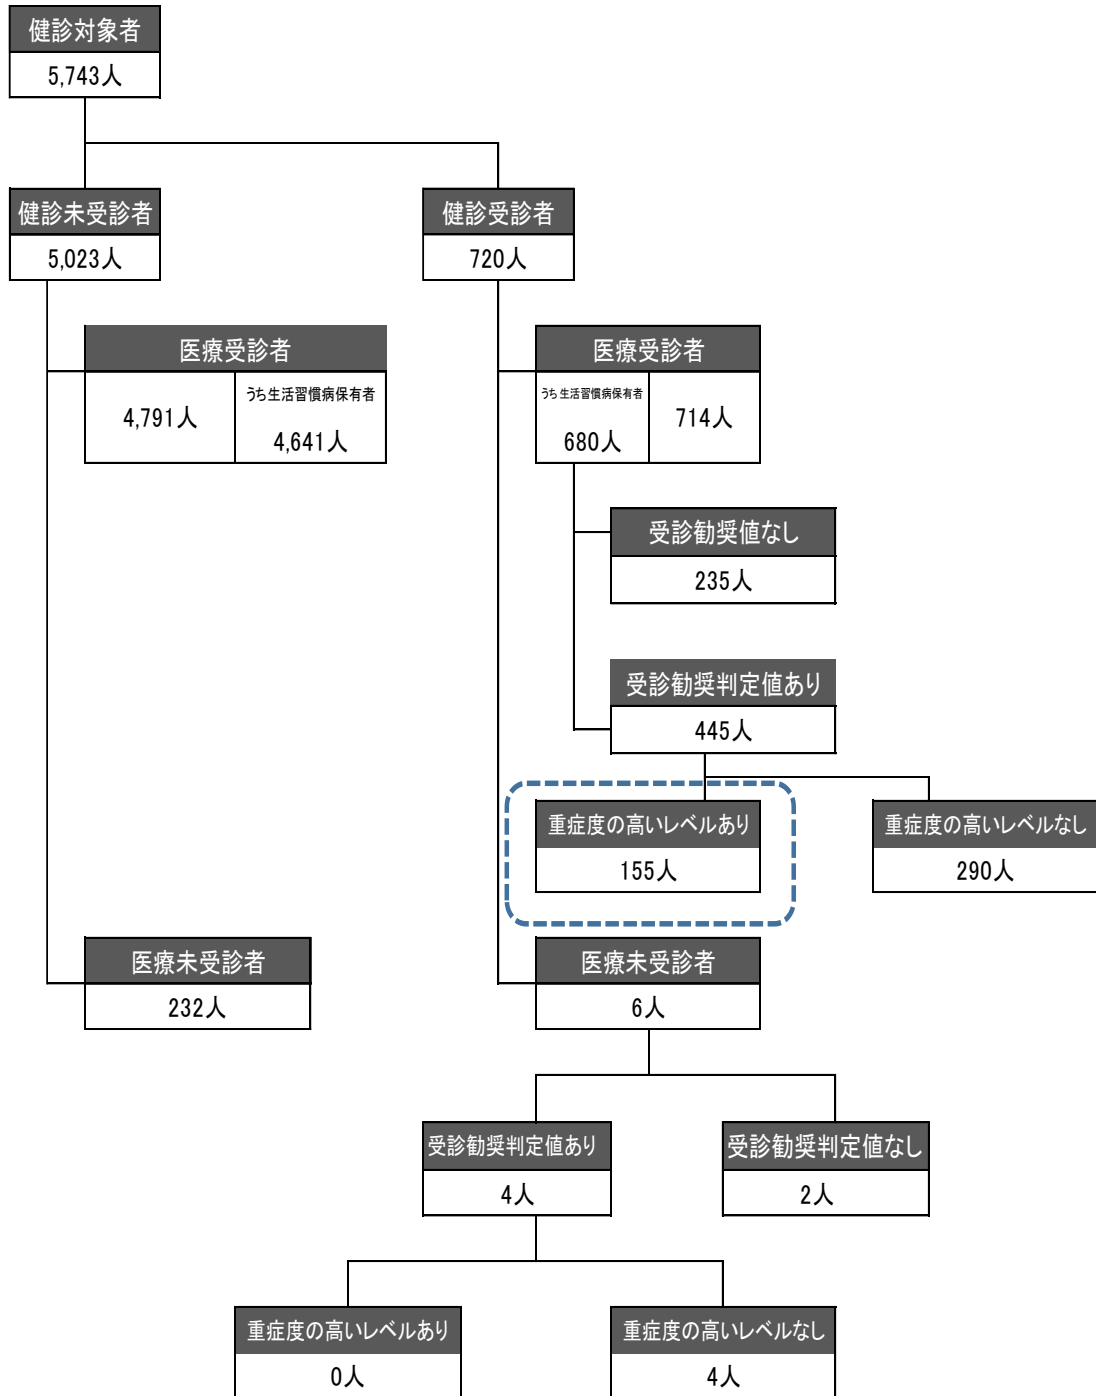 健診対象者
5,743人
健診未受診者
5,023人
健診受診者
720人
医療受診者
4,791人
うち生活習慣病保有者
4,641人
医療受診者
うち生活習慣病保有者
680人
714人
受診勧奨値なし
235人
受診勧奨判定値あり
445人
重症度の高いレベルあり
155人
重症度の高いレベルなし
290人
医療未受診者
232人
医療未受診者
6人
受診勧奨判定値あり
4人
受診勧奨判定値なし
2人
重症度の高いレベルあり
0人
重症度の高いレベルなし
4人